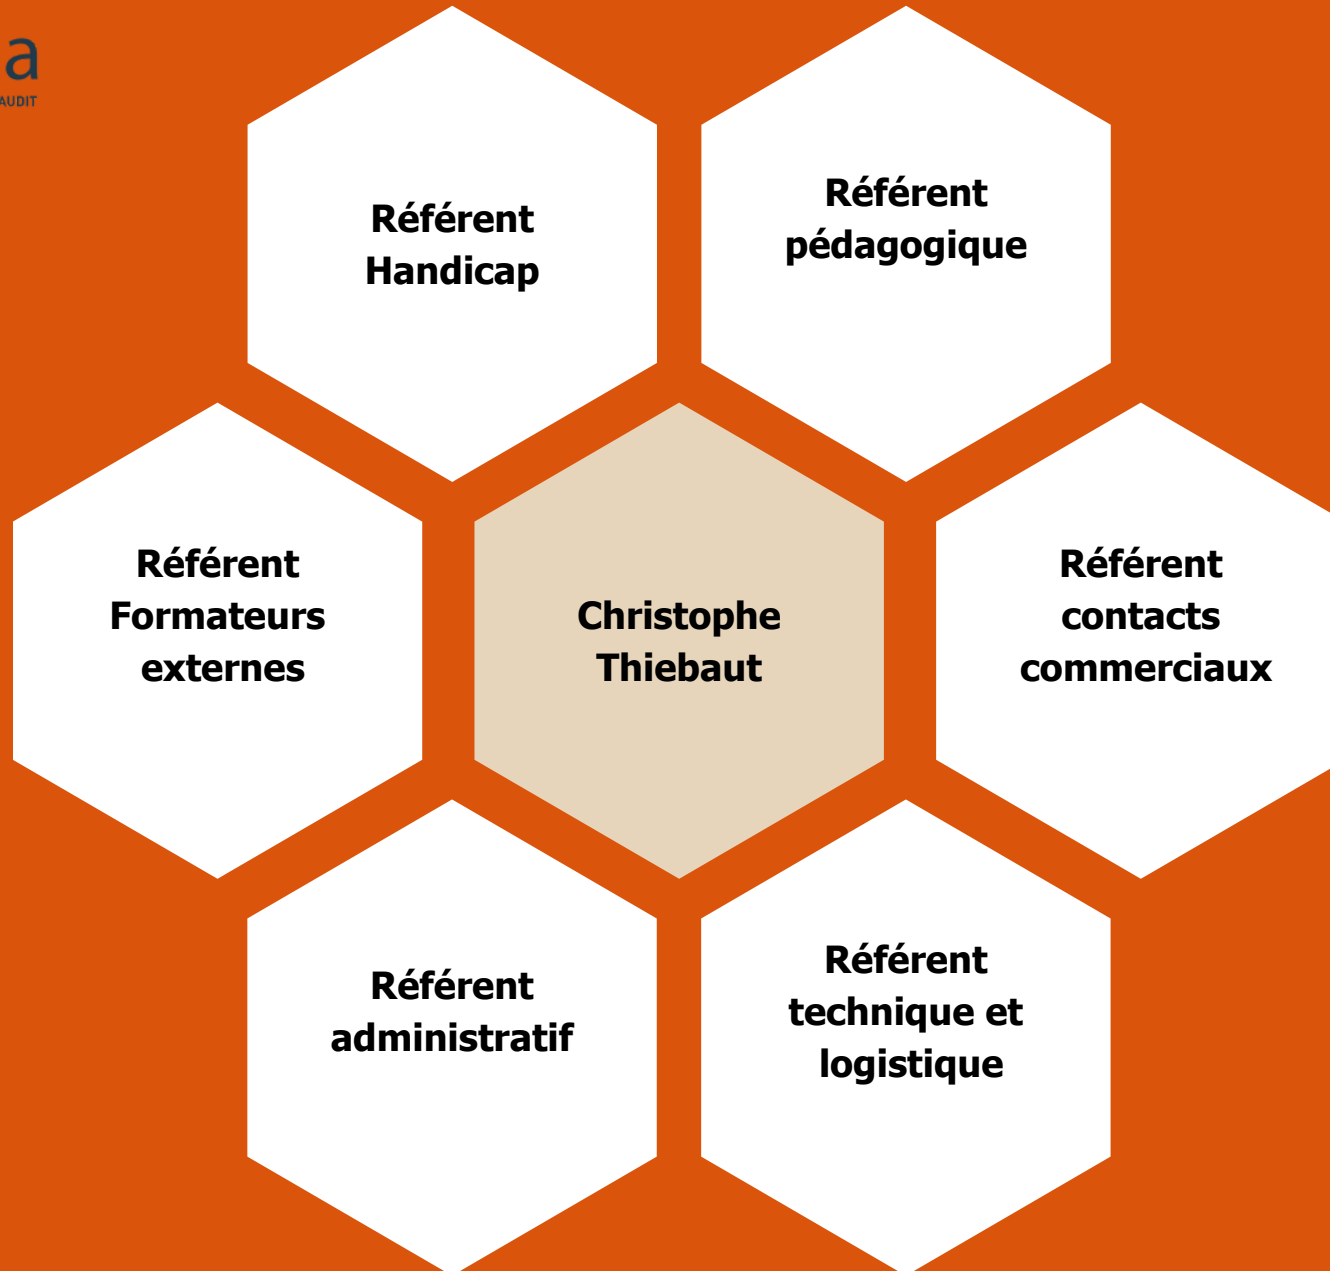 a
AUDIT
Référent
Handicap
Référent
pédagogique
Référent
Formateurs
externes
Christophe
Thiebaut
Référent
contacts
commerciaux
Référent
administratif
Référent
technique et
logistique